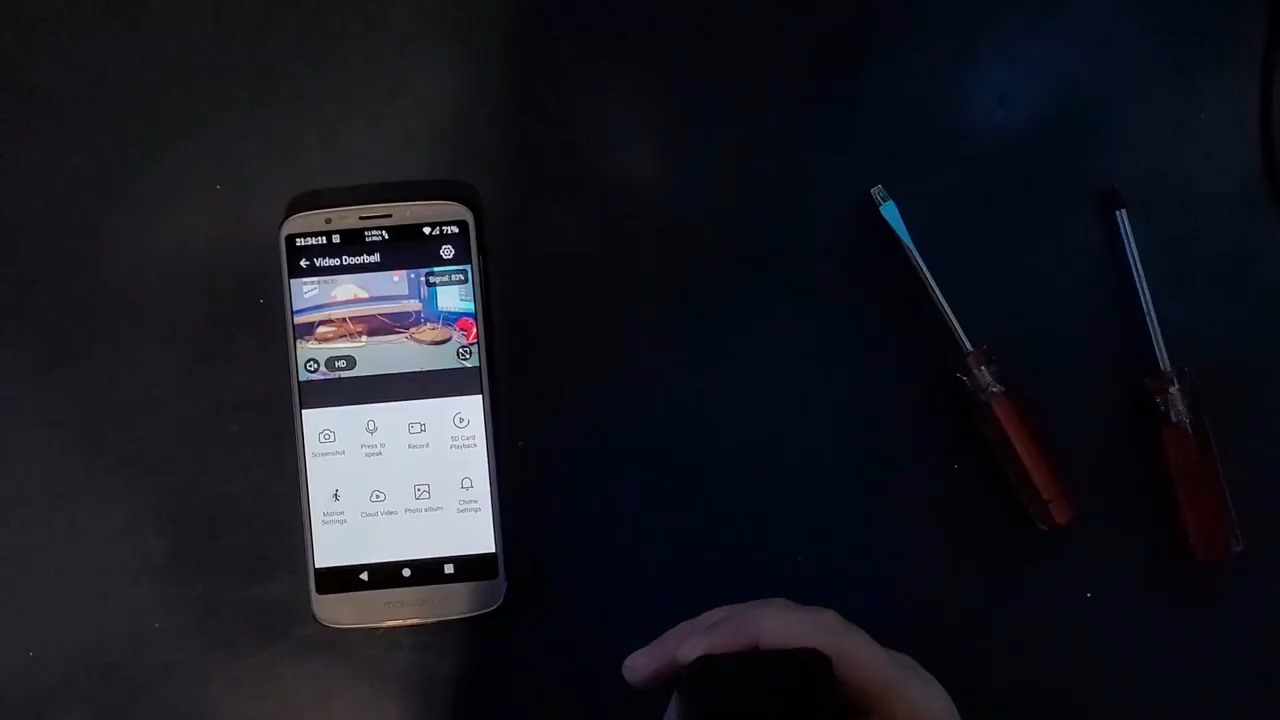 21:34:11
71%
Video Doorbell
Signal: 83%
HD
Screenshot
Press to
speak
Record
SD Card
Playback
Motion
Settings
Cloud Video
Photo album
Chime
Settings
motorola